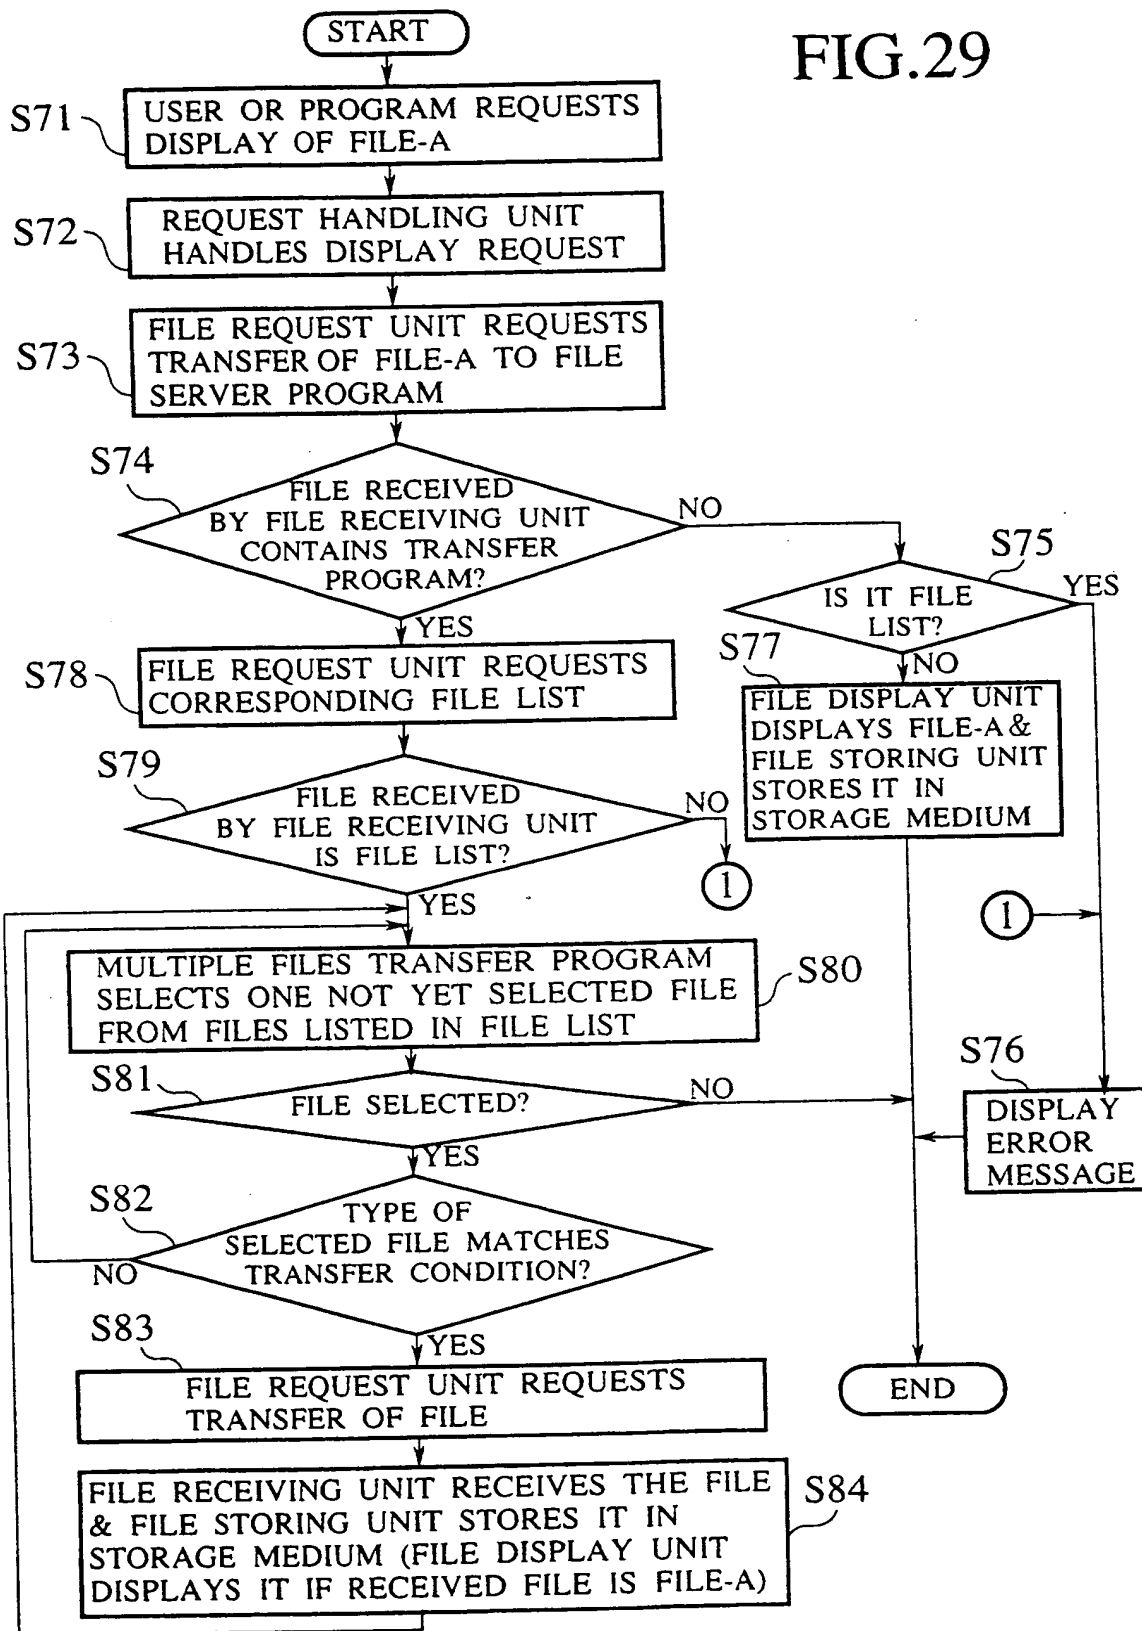 START
FIG.29
S71
USER OR PROGRAM REQUESTS
DISPLAY OF FILE-A
S72
REQUEST HANDLING UNIT
HANDLES DISPLAY REQUEST
S73
FILE REQUEST UNIT REQUESTS
TRANSFER OF FILE-A TO FILE
SERVER PROGRAM
S74
FILE RECEIVED
BY FILE RECEIVING UNIT
CONTAINS TRANSFER
PROGRAM?
NO
YES
S75
IS IT FILE
LIST?
YES
NO
S77
FILE DISPLAY UNIT
DISPLAYS FILE-A &
FILE STORING UNIT
STORES IT IN
STORAGE MEDIUM
S78
FILE REQUEST UNIT REQUESTS
CORRESPONDING FILE LIST
S79
FILE RECEIVED
BY FILE RECEIVING UNIT
IS FILE LIST?
NO
1
YES
1
MULTIPLE FILES TRANSFER PROGRAM
SELECTS ONE NOT YET SELECTED FILE
FROM FILES LISTED IN FILE LIST
S80
S81
FILE SELECTED?
NO
YES
S76
DISPLAY
ERROR
MESSAGE
S82
TYPE OF
SELECTED FILE MATCHES
TRANSFER CONDITION?
NO
YES
S83
FILE REQUEST UNIT REQUESTS
TRANSFER OF FILE
END
FILE RECEIVING UNIT RECEIVES THE FILE
& FILE STORING UNIT STORES IT IN
STORAGE MEDIUM (FILE DISPLAY UNIT
DISPLAYS IT IF RECEIVED FILE IS FILE-A)
S84